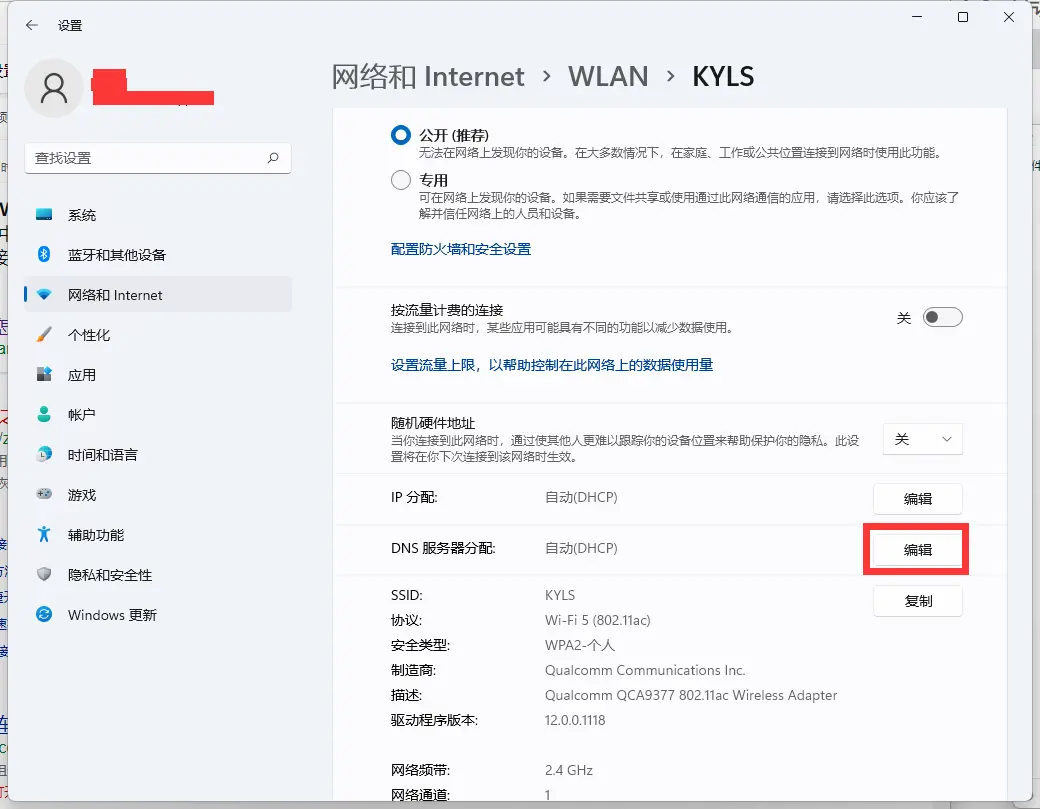 设置
网络和 Internet › WLAN › KYLS
查找设置
系统
蓝牙和其他设备
网络和 Internet
个性化
应用
帐户
时间和语言
游戏
辅助功能
隐私和安全性
Windows 更新
公开 (推荐)
无法在网络上发现你的设备。在大多数情况下，在家庭、工作或公共位置连接到网络时使用此功能。
专用
可在网络上发现你的设备。如果需要文件共享或使用通过此网络通信的应用，请选择此选项。你应该了
解并信任网络上的人员和设备。
配置防火墙和安全设置
按流量计费的连接
关
连接到此网络时，某些应用可能具有不同的功能以减少数据使用。
设置流量上限，以帮助控制在此网络上的数据使用量
随机硬件地址
当你连接到此网络时，通过使其他人更难以跟踪你的设备位置来帮助保护你的隐私。此设
置将在你下次连接到该网络时生效。
关
IP 分配: 自动(DHCP) 编辑
DNS 服务器分配: 自动(DHCP) 编辑
SSID: KYLS 复制
协议: Wi-Fi 5 (802.11ac)
安全类型: WPA2-个人
制造商: Qualcomm Communications Inc.
描述: Qualcomm QCA9377 802.11ac Wireless Adapter
驱动程序版本: 12.0.0.1118
网络频带: 2.4 GHz
网络通道: 1